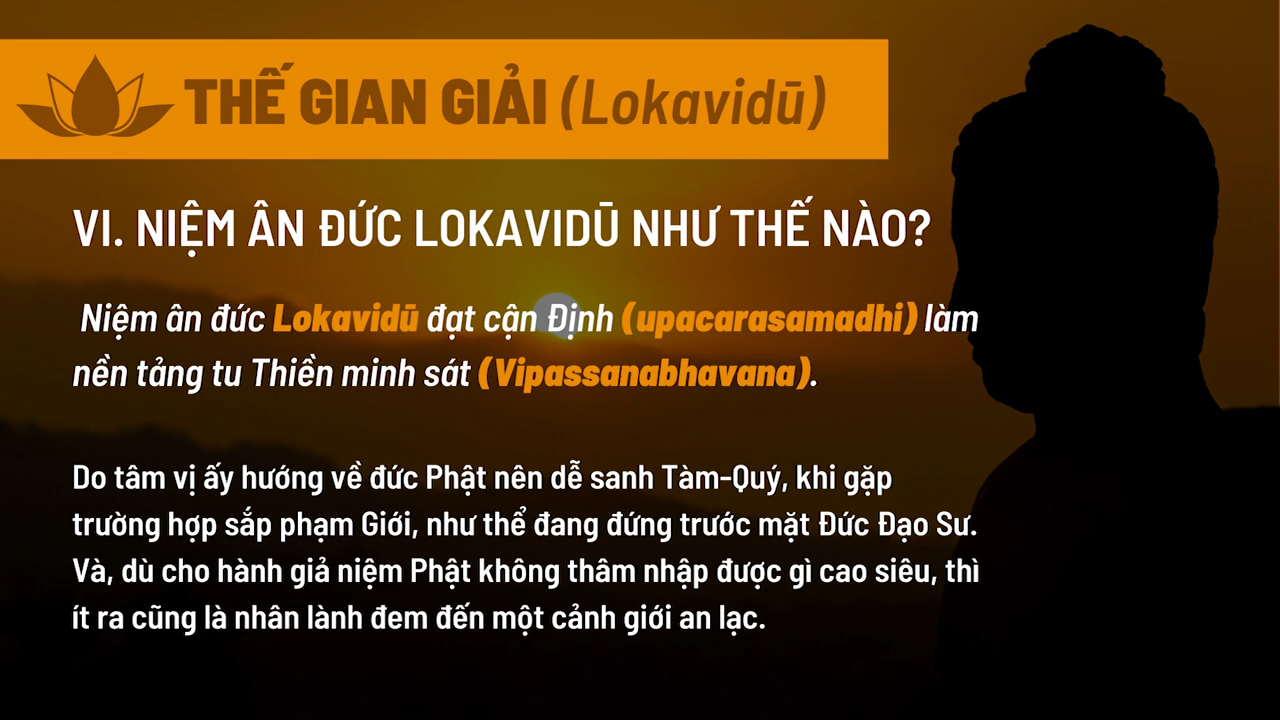 THẾ GIAN GIẢI (Lokavidū)
VI. NIỆM ÂN ĐỨC LOKAVIDŪ NHƯ THẾ NÀO?
Niệm ân đức Lokavidū đạt cận Định (upacarasamadhi) làm
nền tảng tu Thiền minh sát (Vipassanabhavana).
Do tâm vị ấy hướng về đức Phật nên dễ sanh Tàm-Quý, khi gặp
trường hợp sắp phạm Giới, như thể đang đứng trước mặt Đức Đạo Sư.
Và, dù cho hành giả niệm Phật không thâm nhập được gì cao siêu, thì
ít ra cũng là nhân lành đem đến một cảnh giới an lạc.